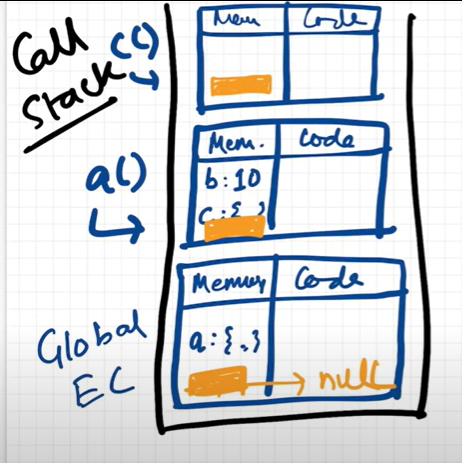 Call
Stack
c()
Mem Code
a()
Mem. Code
b:10
c:{ }
Global
EC
Memory Code
a:{.}
null